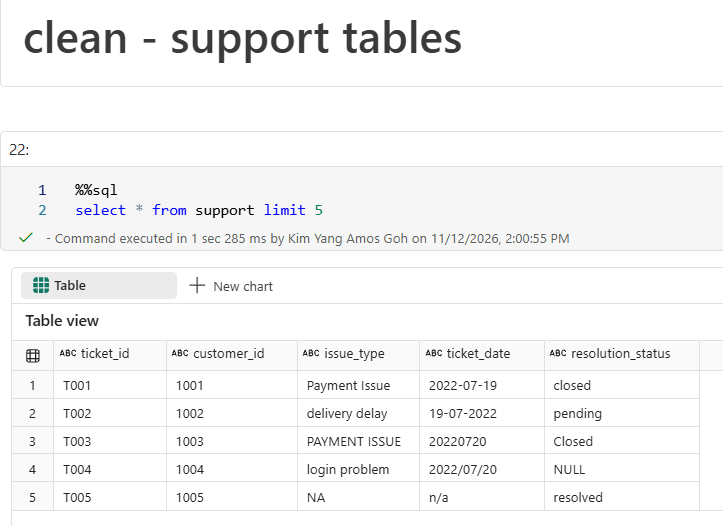 clean - support tables
22:
1 %%sql
2 select * from support limit 5
- Command executed in 1 sec 285 ms by Kim Yang Amos Goh on 11/12/2026, 2:00:55 PM
Table New chart
Table view
ABC ticket_id ABC customer_id ABC issue_type ABC ticket_date ABC resolution_status
1 T001 1001 Payment Issue 2022-07-19 closed
2 T002 1002 delivery delay 19-07-2022 pending
3 T003 1003 PAYMENT ISSUE 20220720 Closed
4 T004 1004 login problem 2022/07/20 NULL
5 T005 1005 NA n/a resolved